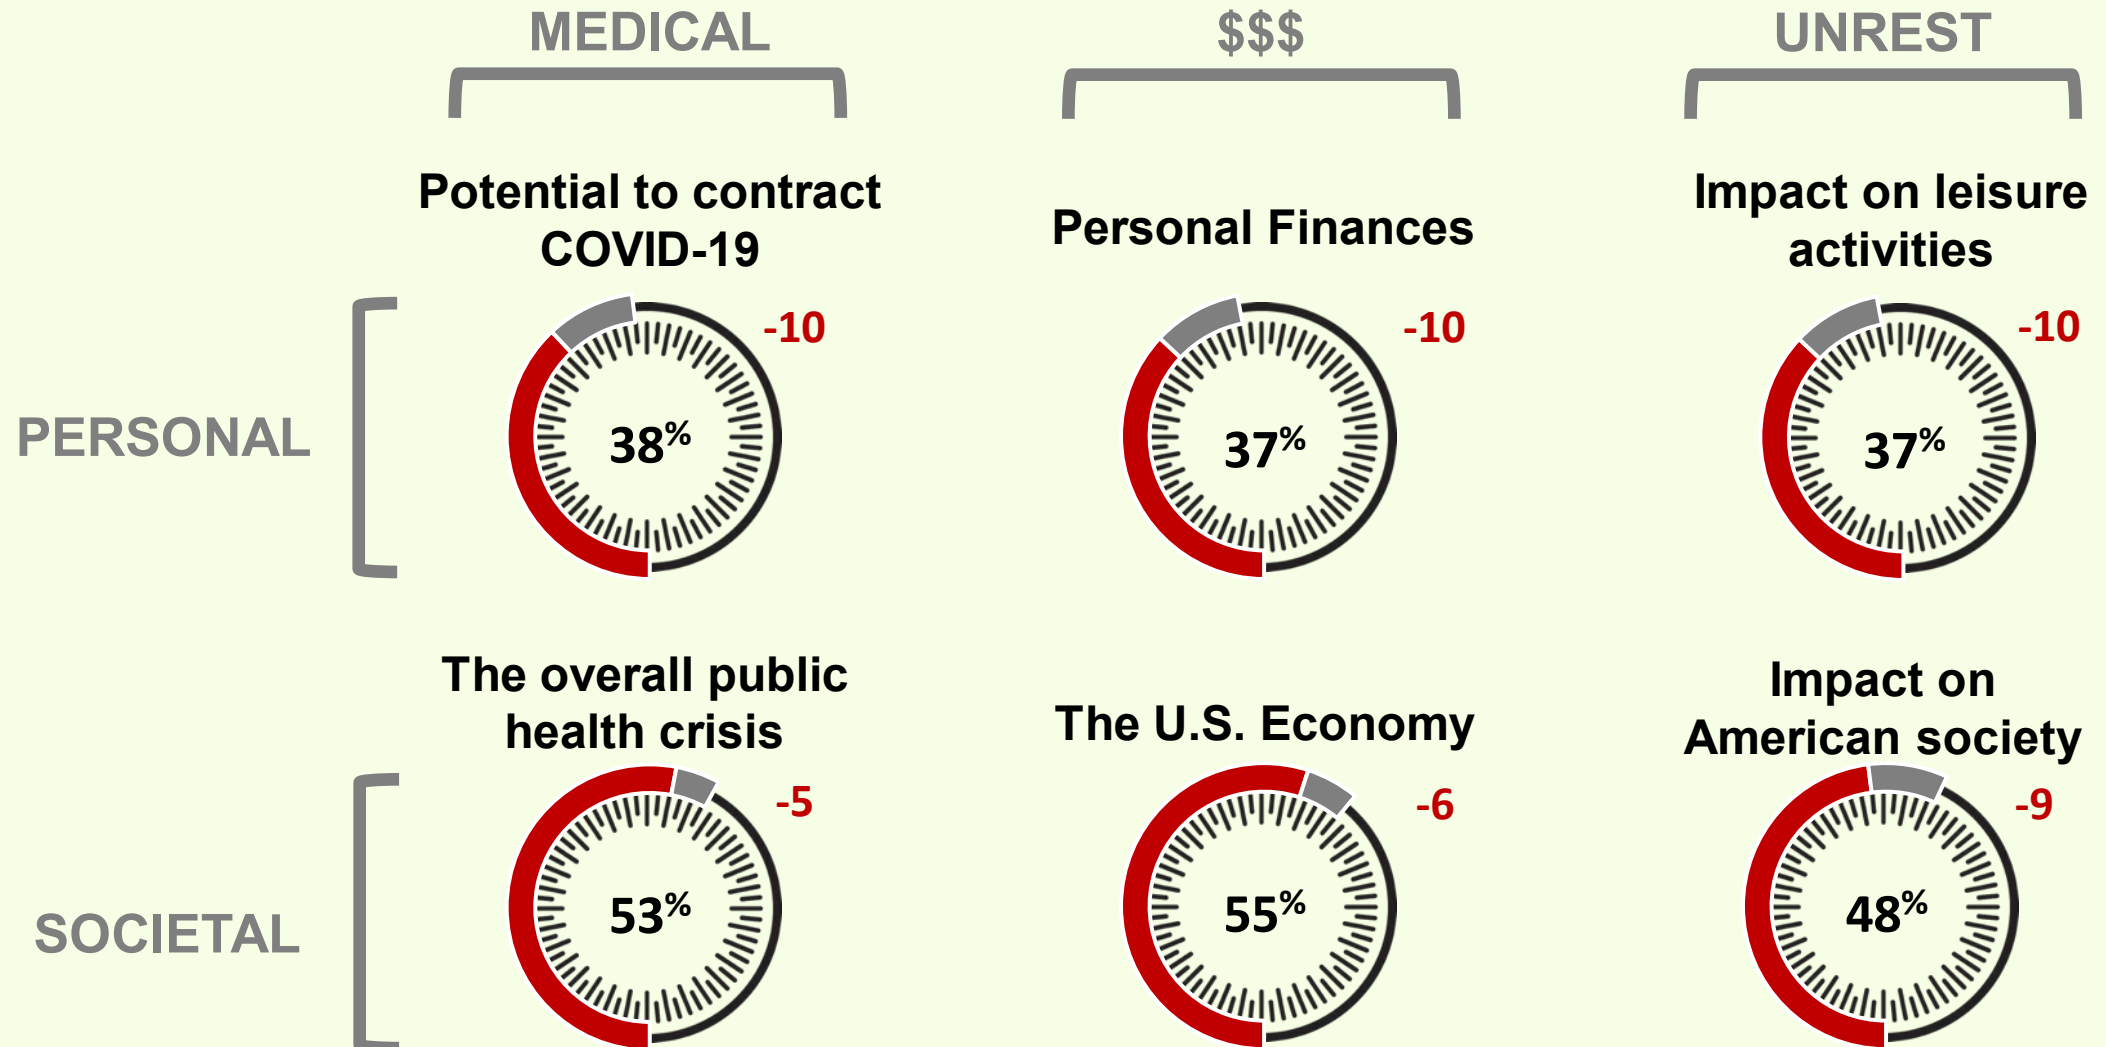 MEDICAL
$$$
UNREST
Potential to contract
COVID-19
Personal Finances
Impact on leisure
activities
PERSONAL
-10
38%
-10
37%
-10
37%
The overall public
health crisis
The U.S. Economy
Impact on
American society
SOCIETAL
-5
53%
-6
55%
-9
48%